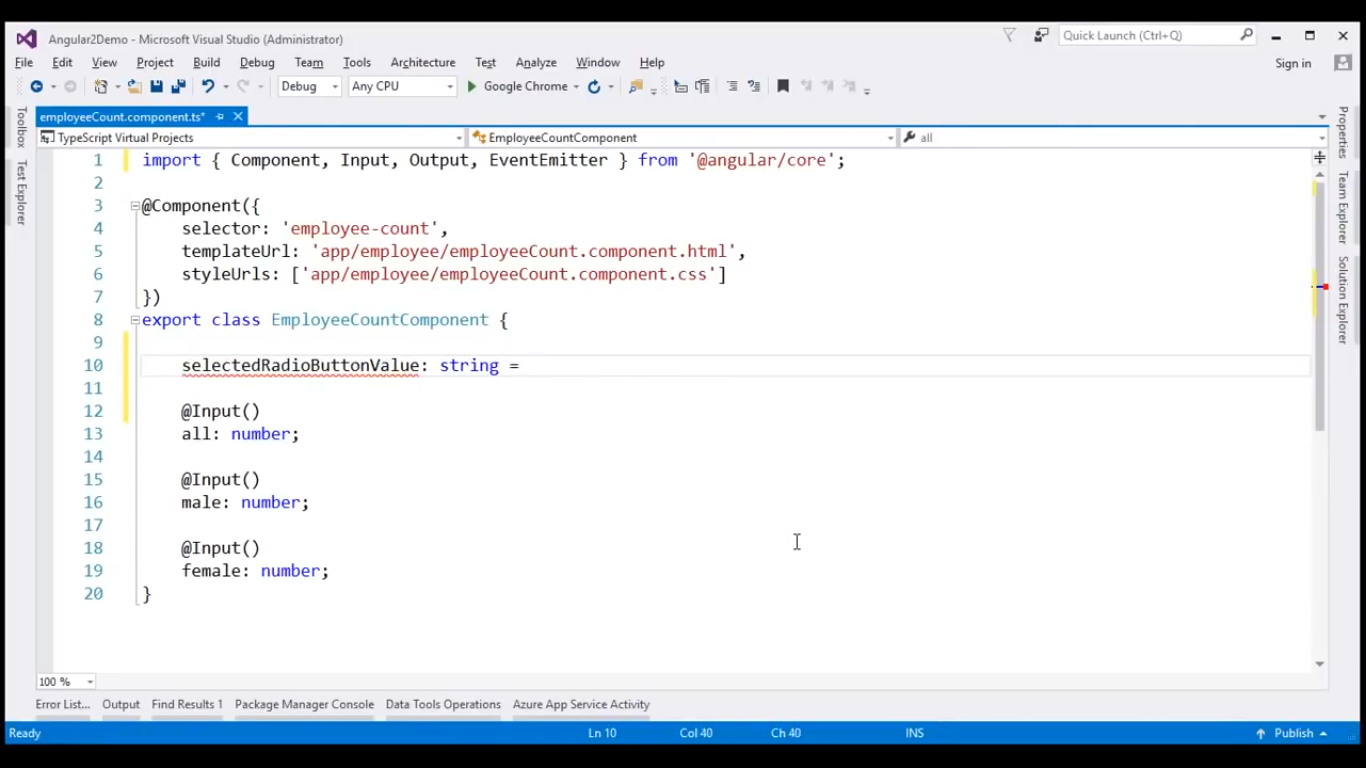 Angular2Demo - Microsoft Visual Studio (Administrator)
Quick Launch (Ctrl+Q)
File Edit View Project Build Debug Team Tools Architecture Test Analyze Window Help
Sign in
Debug Any CPU Google Chrome
employeeCount.component.ts*
TypeScript Virtual Projects EmployeeCountComponent all
Toolbox
Test Explorer
Properties
Team Explorer
Solution Explorer
1 import { Component, Input, Output, EventEmitter } from '@angular/core';
2
3 @Component({
4 selector: 'employee-count',
5 templateUrl: 'app/employee/employeeCount.component.html',
6 styleUrls: ['app/employee/employeeCount.component.css']
7 })
8 export class EmployeeCountComponent {
9
10 selectedRadioButtonValue: string =
11
12 @Input()
13 all: number;
14
15 @Input()
16 male: number;
17
18 @Input()
19 female: number;
20 }
100 %
Error List... Output Find Results 1 Package Manager Console Data Tools Operations Azure App Service Activity
Ready Ln 10 Col 40 Ch 40 INS Publish